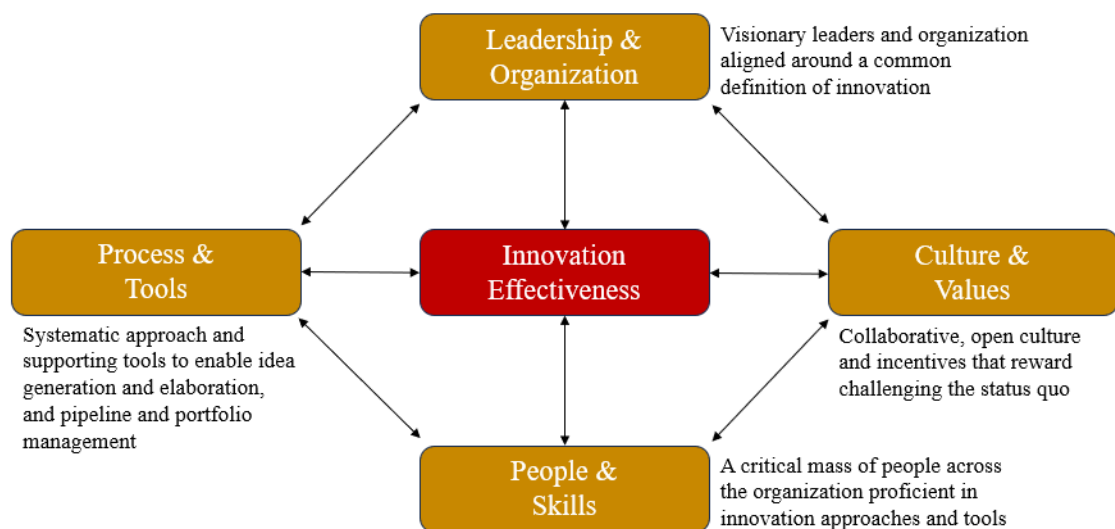 Leadership &
Organization
Visionary leaders and organization
aligned around a common
definition of innovation
Process &
Tools
Systematic approach and
supporting tools to enable idea
generation and elaboration,
and pipeline and portfolio
management
Innovation
Effectiveness
Culture &
Values
Collaborative, open culture
and incentives that reward
challenging the status quo
People &
Skills
A critical mass of people across
the organization proficient in
innovation approaches and tools